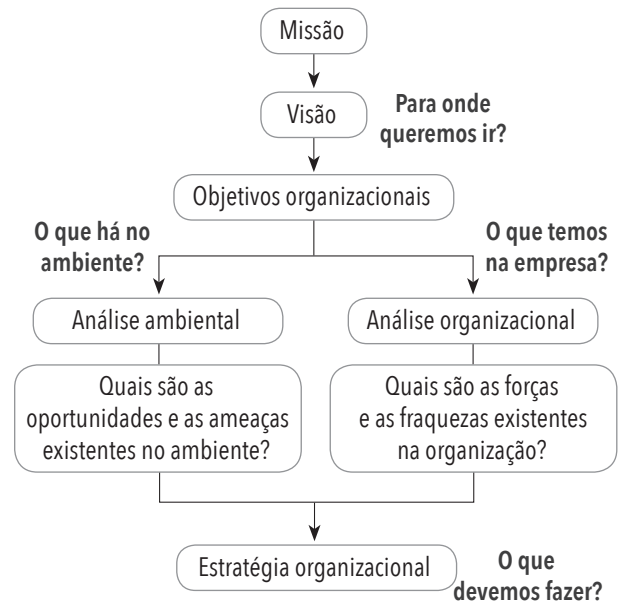 Missão
Visão
Para onde
queremos ir?
Objetivos organizacionais
O que há no
ambiente?
O que temos
na empresa?
Análise ambiental
Análise organizacional
Quais são as
oportunidades e as ameaças
existentes no ambiente?
Quais são as forças
e as fraquezas existentes
na organização?
Estratégia organizacional
O que
devemos fazer?